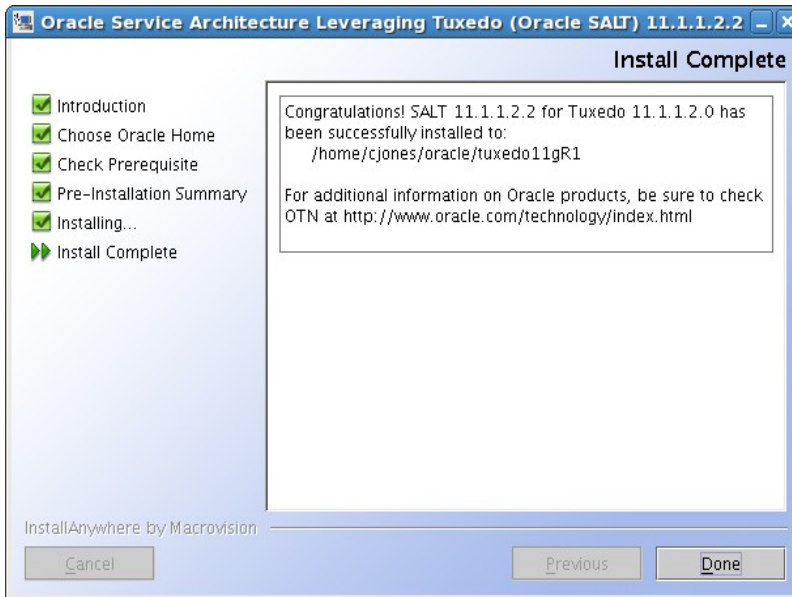 Oracle Service Architecture Leveraging Tuxedo (Oracle SALT) 11.1.1.2.2
Install Complete
Introduction
Choose Oracle Home
Check Prerequisite
Pre-Installation Summary
Installing...
Install Complete
Congratulations! SALT 11.1.1.2.2 for Tuxedo 11.1.1.2.0 has
been successfully installed to:
/home/cjones/oracle/tuxedo11gR1
For additional information on Oracle products, be sure to check
OTN at http://www.oracle.com/technology/index.html
InstallAnywhere by Macrovision
Cancel
Previous
Done